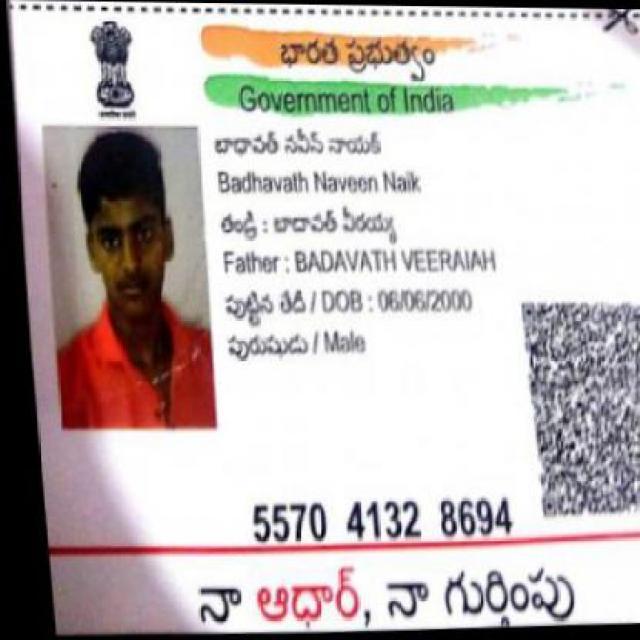 భారత ప్రభుత్వం
Government of India
బాధావత్ నవీన్ నాయక్
Badhavath Naveen Naik
తండ్రి : బాదావత్ వీరయ్య
Father : BADAVATH VEERAIAH
పుట్టిన తేదీ / DOB : 06/06/2000
పురుషుడు / Male
5570 4132 8694
నా ఆధార్, నా గుర్తింపు